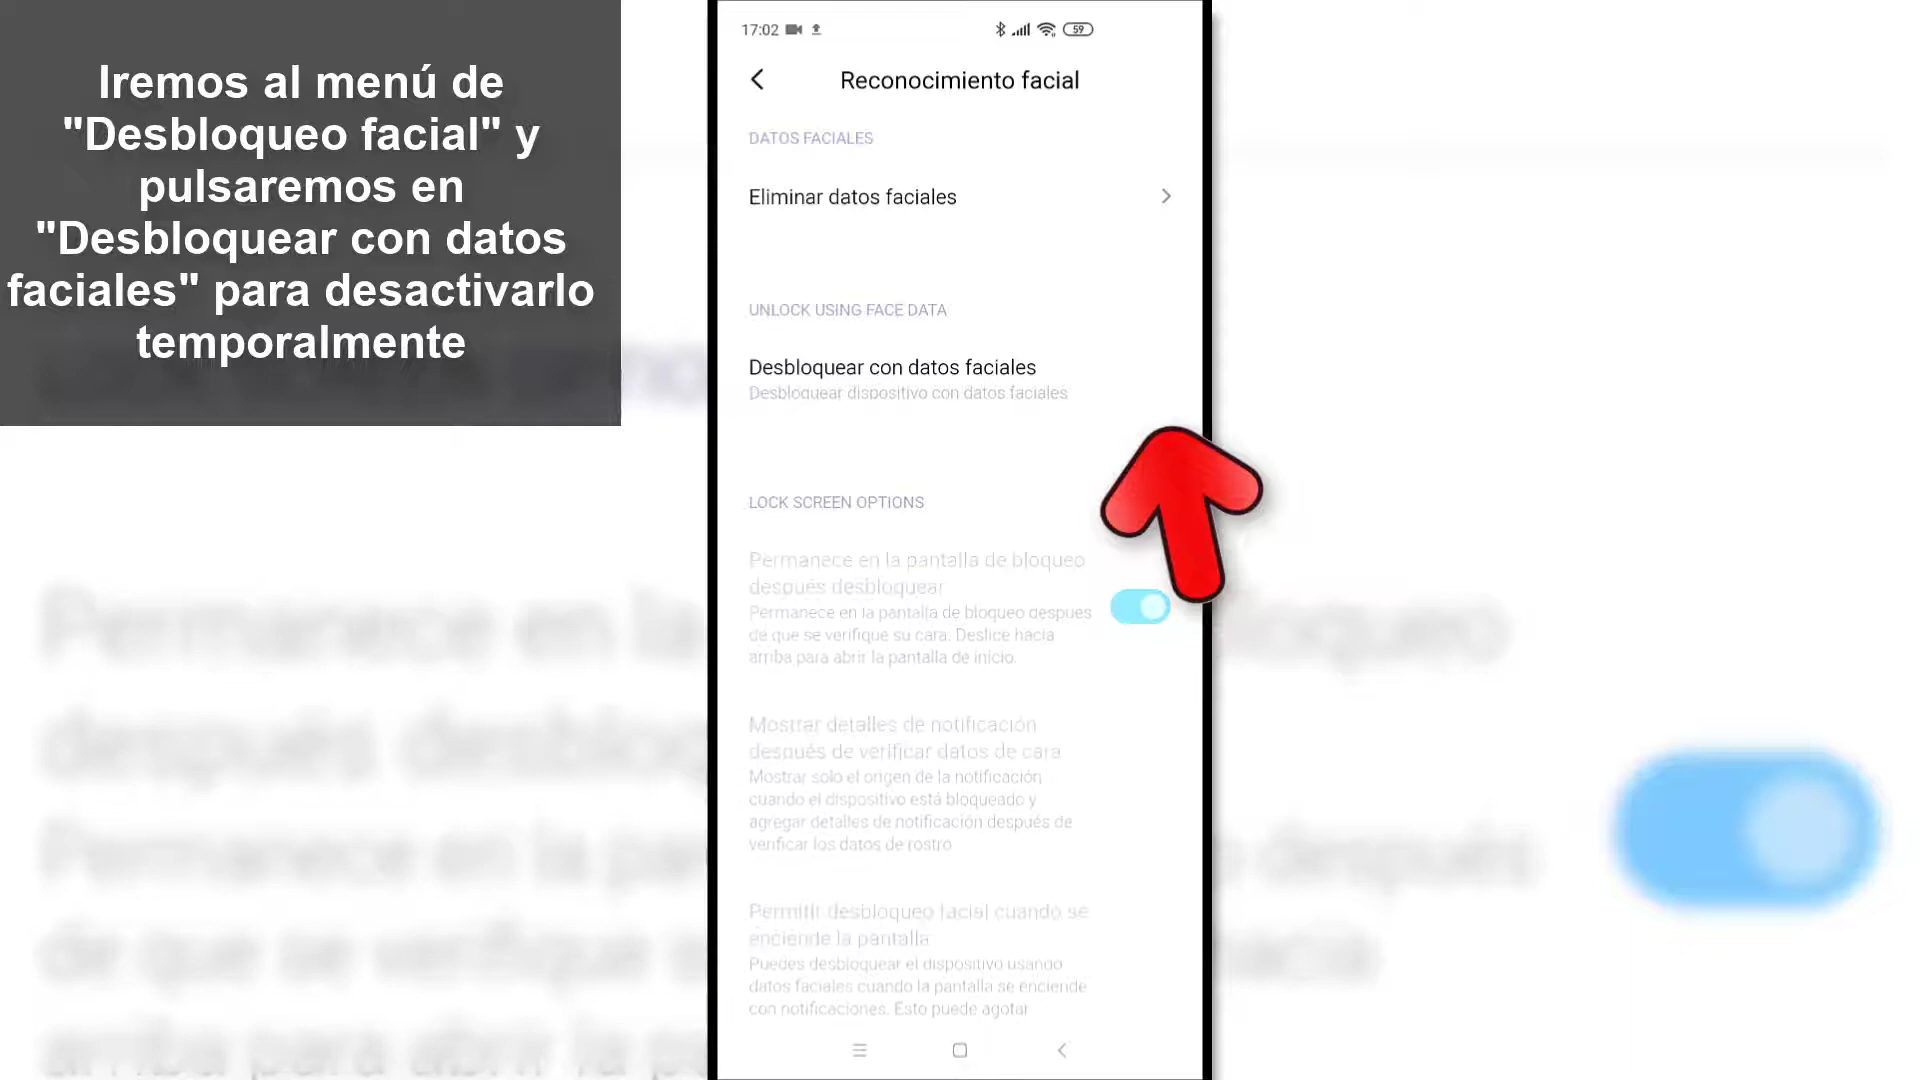 Iremos al menú de
"Desbloqueo facial" y
pulsaremos en
"Desbloquear con datos
faciales" para desactivarlo
temporalmente
17:02
59
Reconocimiento facial
DATOS FACIALES
Eliminar datos faciales
UNLOCK USING FACE DATA
Desbloquear con datos faciales
Desbloquear dispositivo con datos faciales
LOCK SCREEN OPTIONS
Permanece en la pantalla de bloqueo
después desbloquear
Permanece en la pantalla de bloqueo despues
de que se verifique su cara. Deslice hacia
arriba para abrir la pantalla de inicio.
Mostrar detalles de notificación
después de verificar datos de cara
Mostrar solo el origen de la notificación
cuando el dispositivo está bloqueado y
agregar detalles de notificación después de
verificar los datos de rostro
Permitir desbloqueo facial cuando se
enciende la pantalla
Puedes desbloquear el dispositivo usando
datos faciales cuando la pantalla se enciende
con notificaciones. Esto puede agotar